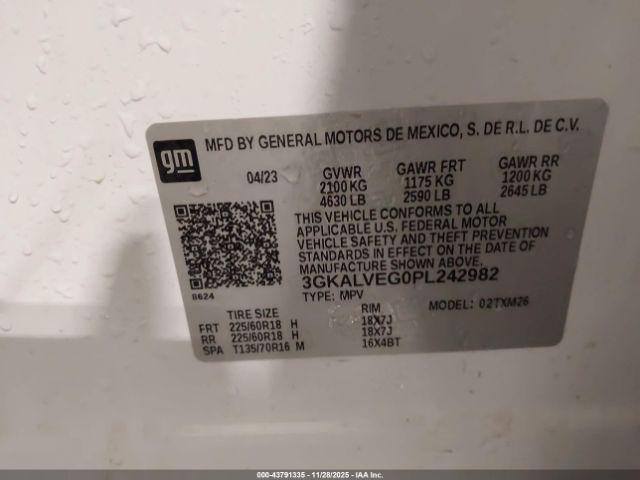 gm
MFD BY GENERAL MOTORS DE MEXICO, S. DE R.L. DE C.V.
04/23 GVWR GAWR FRT GAWR RR
2100 KG 1175 KG 1200 KG
4630 LB 2590 LB 2645 LB
THIS VEHICLE CONFORMS TO ALL
APPLICABLE U.S. FEDERAL MOTOR
VEHICLE SAFETY AND THEFT PREVENTION
STANDARDS IN EFFECT ON THE DATE OF
MANUFACTURE SHOWN ABOVE.
3GKALVEG0PL242982
TYPE: MPV MODEL: 02TXM26
8624
TIRE SIZE RIM
FRT 225/60R18 H 18X7J
RR 225/60R18 H 18X7J
SPA T135/70R16 M 16X4BT
000-43791335 - 11/28/2025 - IAA Inc.